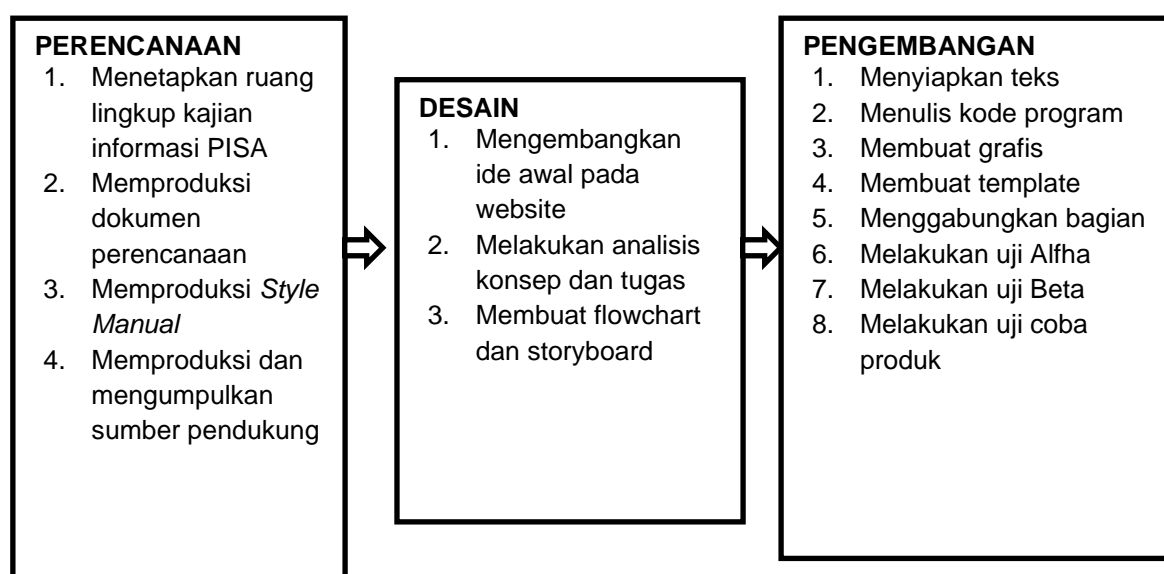 PERENCANAAN
1. Menetapkan ruang
lingkup kajian
informasi PISA
2. Memproduksi
dokumen
perencanaan
3. Memproduksi Style
Manual
4. Memproduksi dan
mengumpulkan
sumber pendukung
DESAIN
1. Mengembangkan
ide awal pada
website
2. Melakukan analisis
konsep dan tugas
3. Membuat flowchart
dan storyboard
PENGEMBANGAN
1. Menyiapkan teks
2. Menulis kode program
3. Membuat grafis
4. Membuat template
5. Menggabungkan bagian
6. Melakukan uji Alfha
7. Melakukan uji Beta
8. Melakukan uji coba
produk